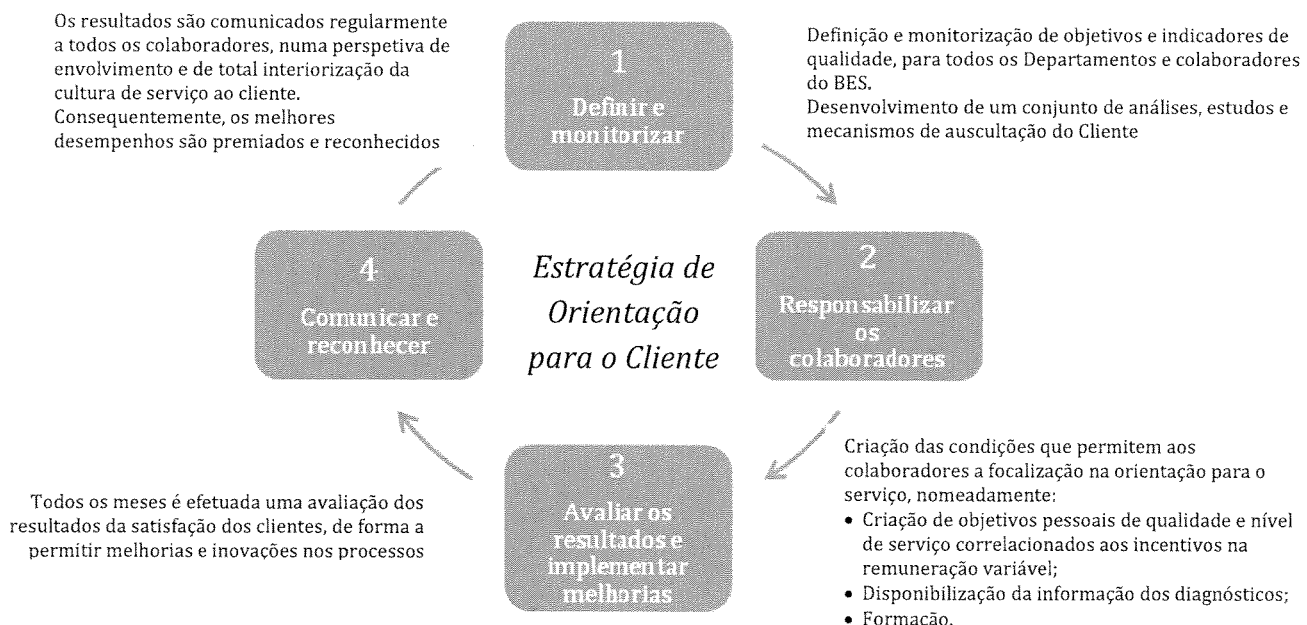 Os resultados são comunicados regularmente
a todos os colaboradores, numa perspetiva de
envolvimento e de total interiorização da
cultura de serviço ao cliente.
Consequentemente, os melhores
desempenhos são premiados e reconhecidos
1
Definir e
monitorizar
Definição e monitorização de objetivos e indicadores de
qualidade, para todos os Departamentos e colaboradores
do BES.
Desenvolvimento de um conjunto de análises, estudos e
mecanismos de auscultação do Cliente
4
Comunicar e
reconhecer
Estratégia de
Orientação
para o Cliente
2
Responsabilizar
os
colaboradores
3
Avaliar os
resultados e
implementar
melhorias
Todos os meses é efetuada uma avaliação dos
resultados da satisfação dos clientes, de forma a
permitir melhorias e inovações nos processos
Criação das condições que permitem aos
colaboradores a focalização na orientação para o
serviço, nomeadamente:
• Criação de objetivos pessoais de qualidade e nível
de serviço correlacionados aos incentivos na
remuneração variável;
• Disponibilização da informação dos diagnósticos;
• Formação.